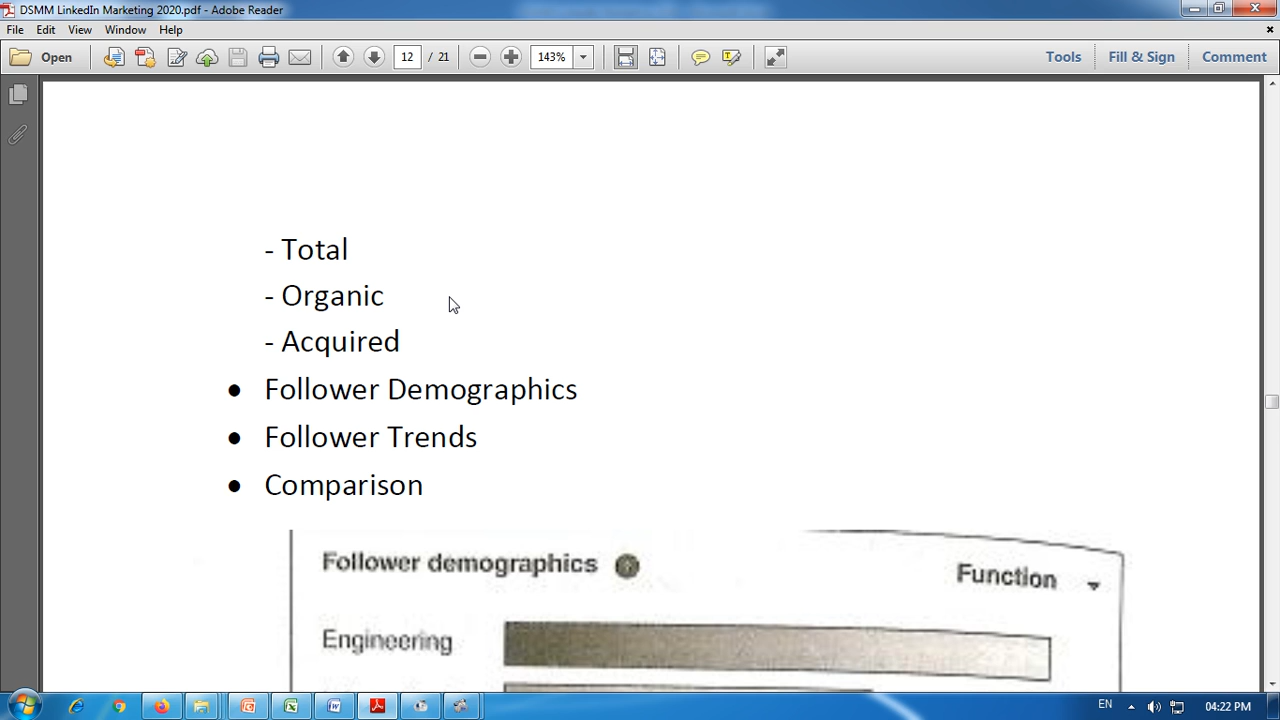 DSMM LinkedIn Marketing 2020.pdf - Adobe Reader
File Edit View Window Help
Open 12 / 21 143% Tools Fill & Sign Comment
- Total
- Organic
- Acquired
● Follower Demographics
● Follower Trends
● Comparison
Follower demographics Function
Engineering
EN 04:22 PM